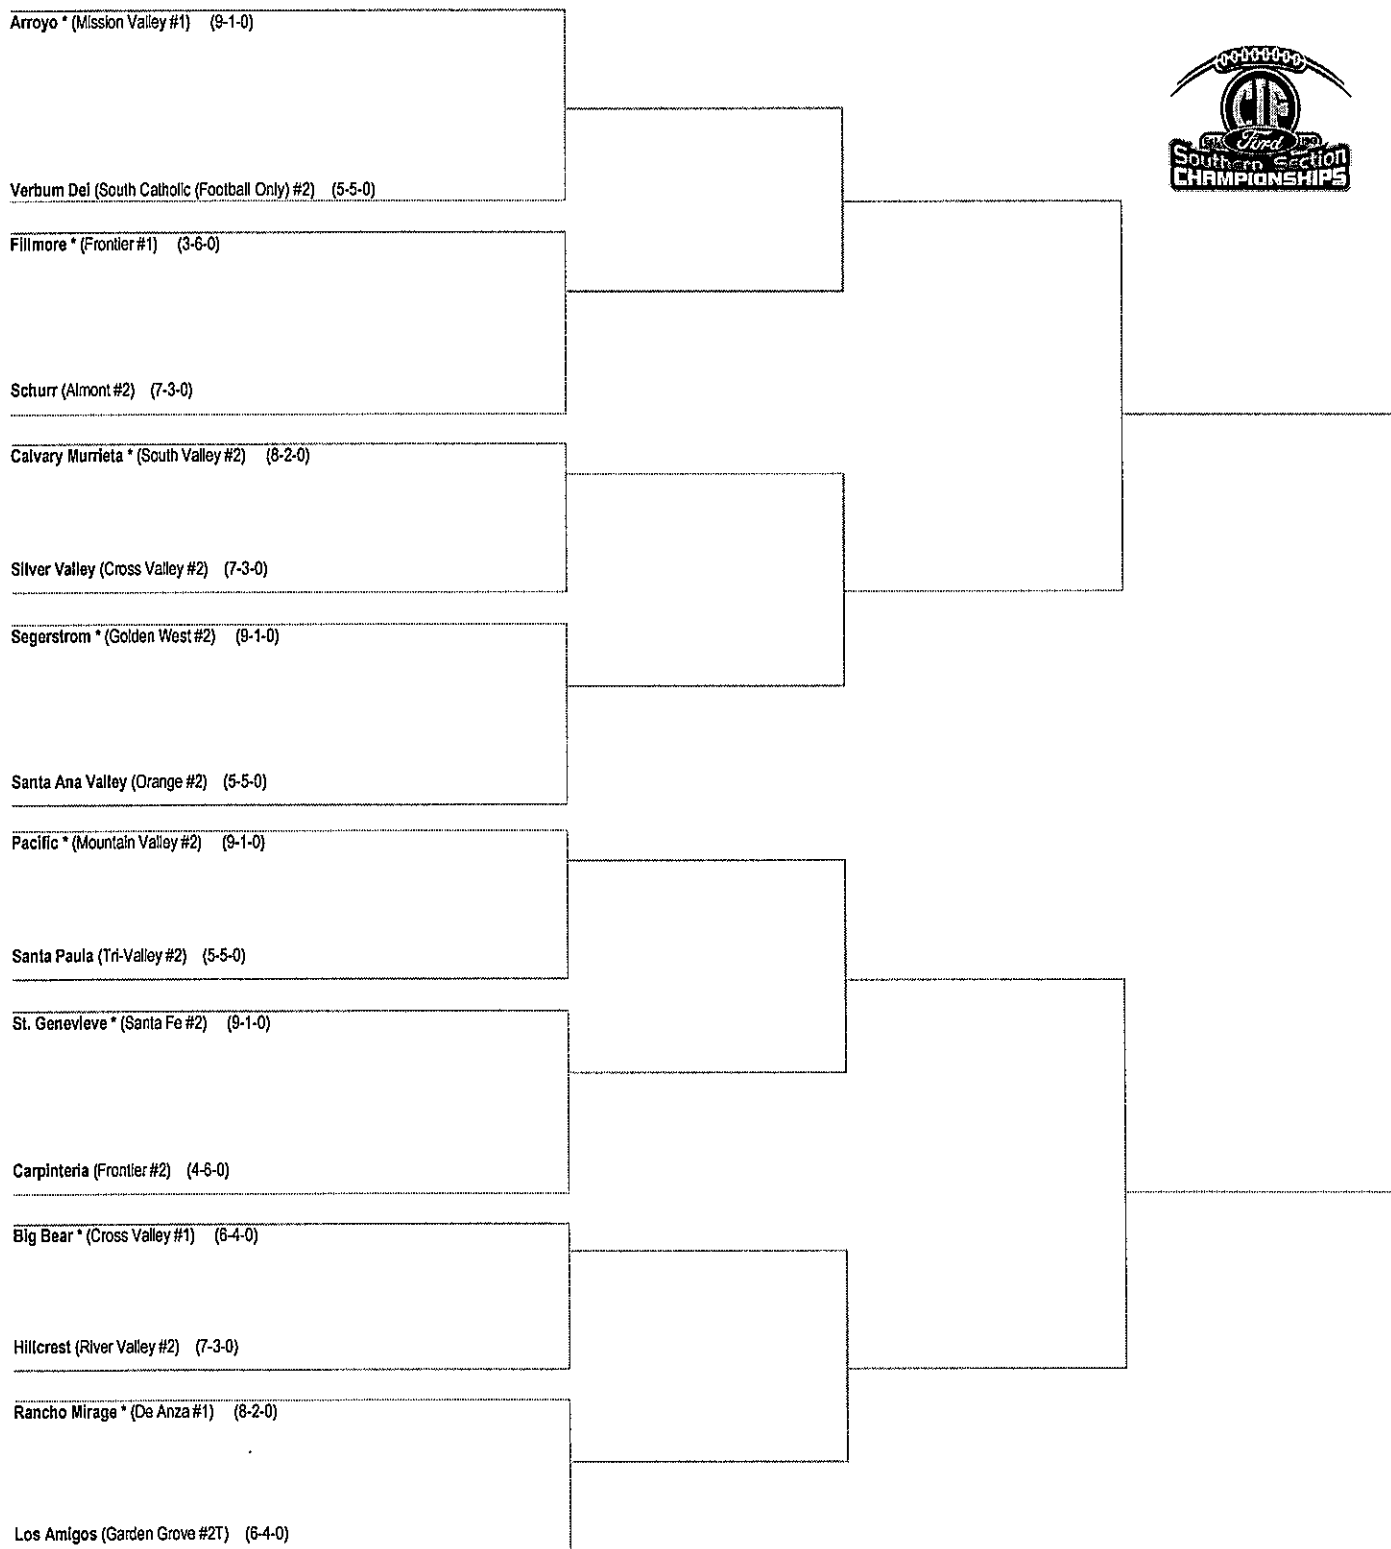 Arroyo * (Mission Valley #1) (9-1-0)
CIF
Ford
Southern Section
CHAMPIONSHIPS
Verbum Dei (South Catholic (Football Only) #2) (5-5-0)
Fillmore * (Frontier #1) (3-6-0)
Schurr (Almont #2) (7-3-0)
Calvary Murrieta * (South Valley #2) (8-2-0)
Silver Valley (Cross Valley #2) (7-3-0)
Segerstrom * (Golden West #2) (9-1-0)
Santa Ana Valley (Orange #2) (5-5-0)
Pacific * (Mountain Valley #2) (9-1-0)
Santa Paula (Tri-Valley #2) (5-5-0)
St. Genevieve * (Santa Fe #2) (9-1-0)
Carpinteria (Frontier #2) (4-6-0)
Big Bear * (Cross Valley #1) (6-4-0)
Hillcrest (River Valley #2) (7-3-0)
Rancho Mirage * (De Anza #1) (8-2-0)
Los Amigos (Garden Grove #2T) (6-4-0)